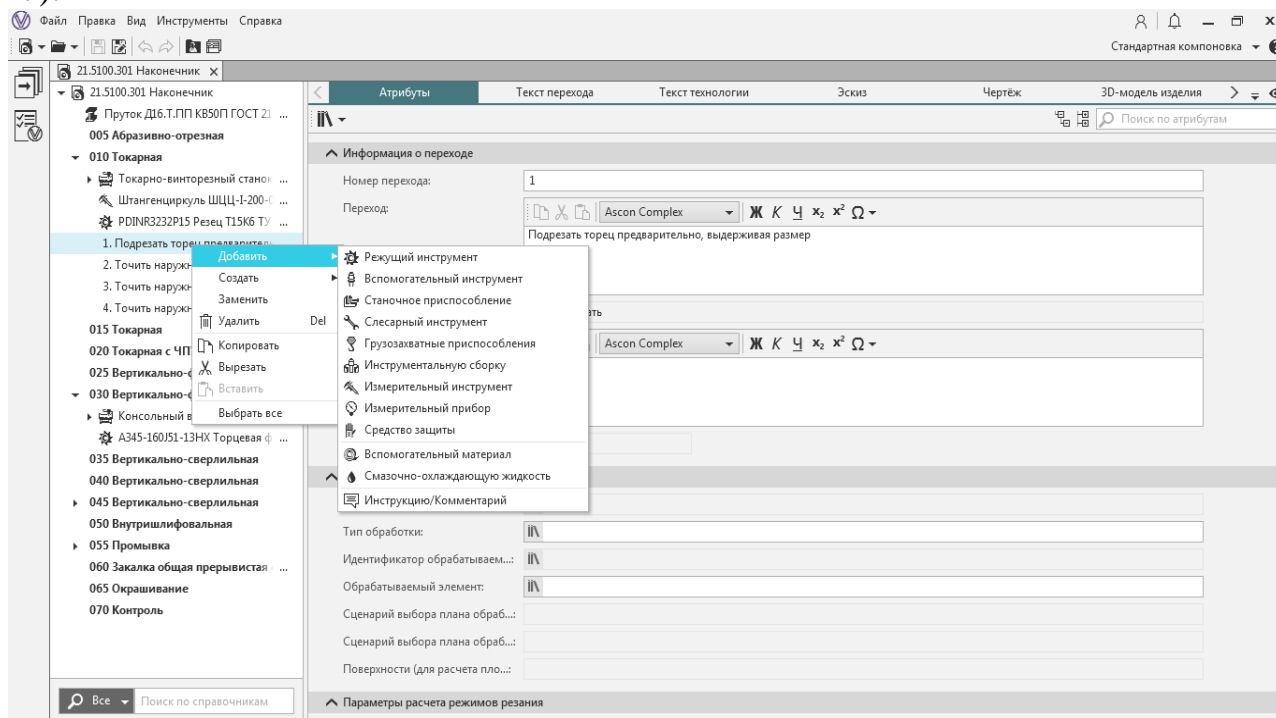 Файл Правка Вид Инструменты Справка
Стандартная компоновка
21.5100.301 Наконечник
21.5100.301 Наконечник
Пруток Д16.Т.ПП КВ50П ГОСТ 21 ...
005 Абразивно-отрезная
010 Токарная
Токарно-винторезный станок ...
Штангенциркуль ШЦЦ-I-200-0 ...
PDINR3232P15 Резец Т15К6 ТУ ...
1. Подрезать торец
2. Точить
3. Точить
4. Точить
015 Токарная
020 Токарная с
025
030
Консольный
А345-160J51-13НХ Торцевая ф ...
035 Вертикально-сверлильная
040 Вертикально-сверлильная
045 Вертикально-сверлильная
050 Внутришлифовальная
055 Промывка
060 Закалка общая прерывистая ...
065 Окрашивание
070 Контроль
Все Поиск по справочникам
Добавить
Создать
Заменить
Удалить Del
Копировать
Вырезать
Вставить
Выбрать все
Режущий инструмент
Вспомогательный инструмент
Станочное приспособление
Слесарный инструмент
Грузозахватные приспособления
Инструментальную сборку
Измерительный инструмент
Измерительный прибор
Средство защиты
Вспомогательный материал
Смазочно-охлаждающую жидкость
Инструкцию/Комментарий
Атрибуты Текст перехода Текст технологии Эскиз Чертёж 3D-модель изделия
Поиск по атрибутам
Информация о переходе
Номер перехода: 1
Переход:
Ascon Complex Ж К Ч x₂ x² Ω
Подрезать торец предварительно, выдерживая размер
ать
Ascon Complex Ж К Ч x₂ x² Ω
Тип обработки:
Идентификатор обрабатываем...:
Обрабатываемый элемент:
Сценарий выбора плана обраб...:
Сценарий выбора плана обраб...:
Поверхности (для расчета пло...:
Параметры расчета режимов резания